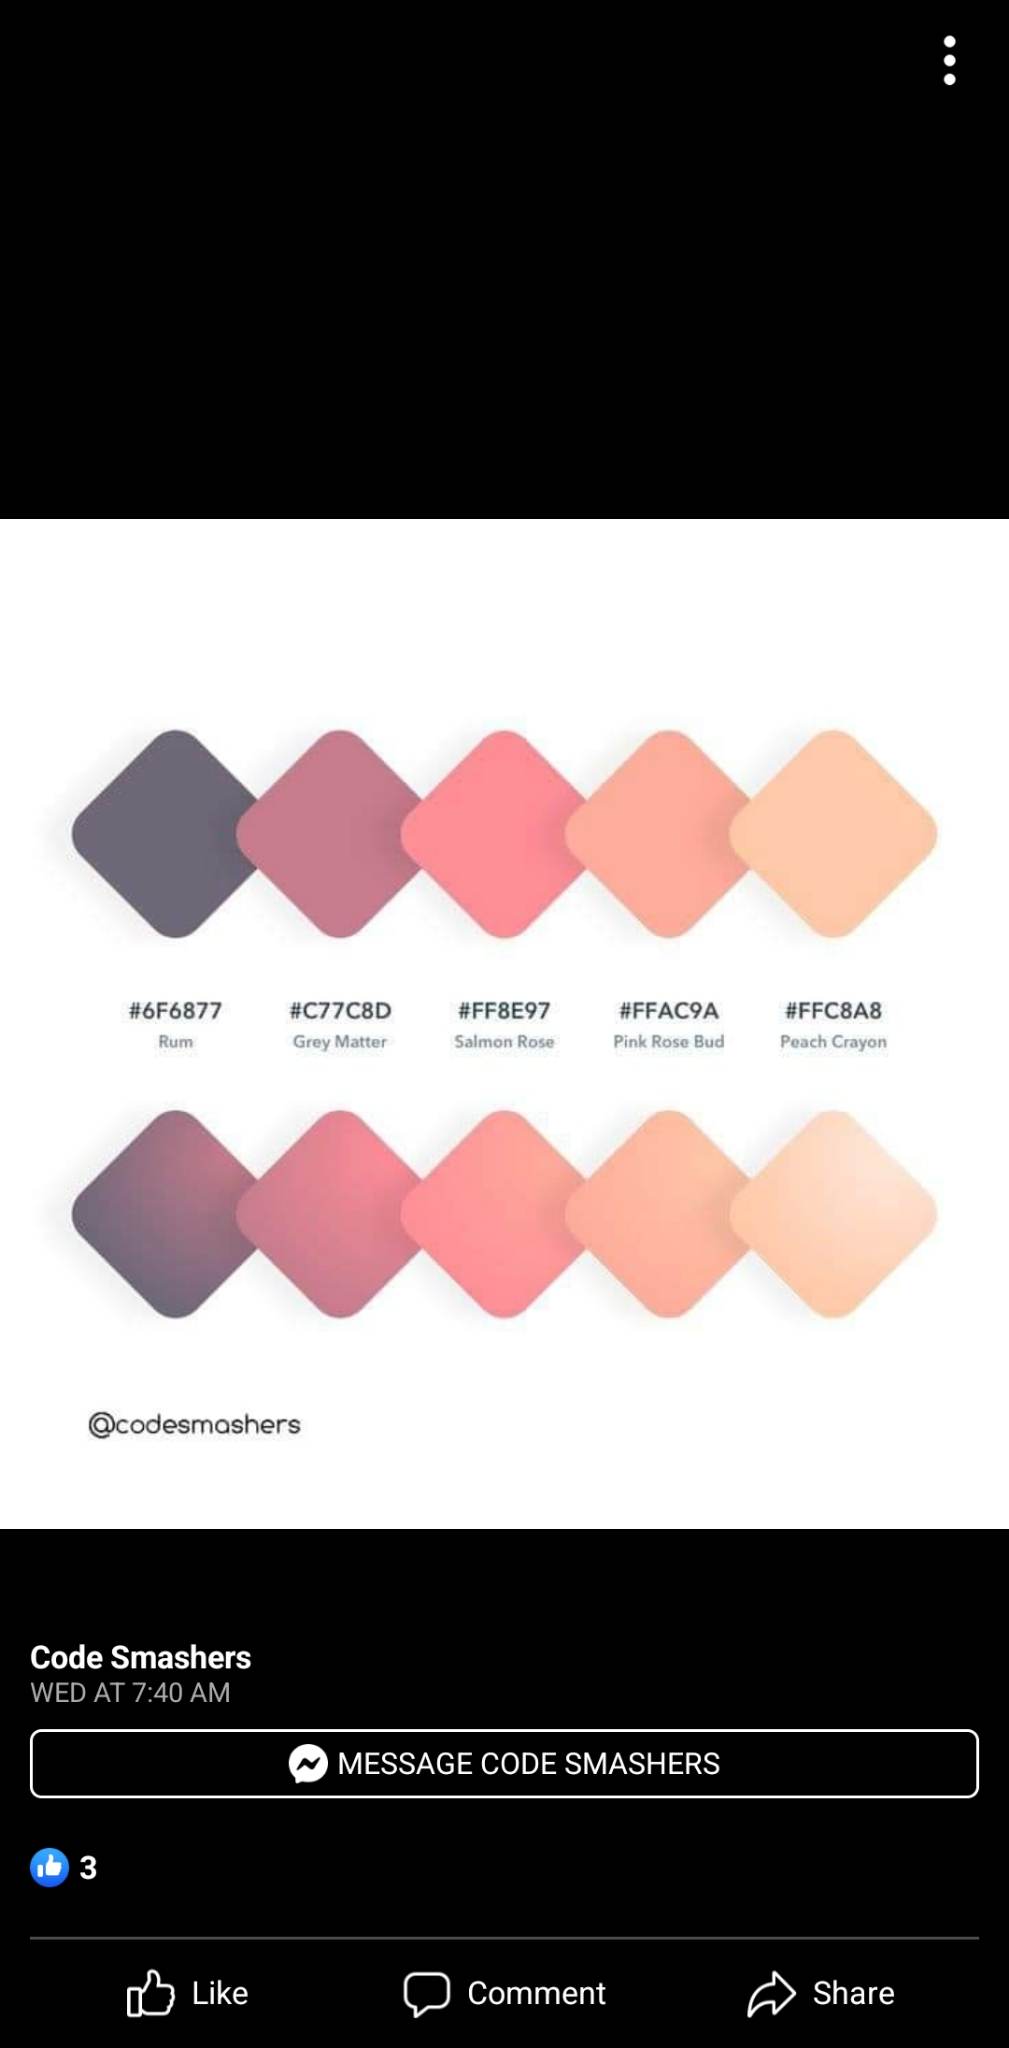 #6F6877 #C77C8D #FF8E97 #FFAC9A #FFC8A8
Rum Grey Matter Salmon Rose Pink Rose Bud Peach Crayon
@codesmashers
Code Smashers
WED AT 7:40 AM
MESSAGE CODE SMASHERS
3
Like Comment Share